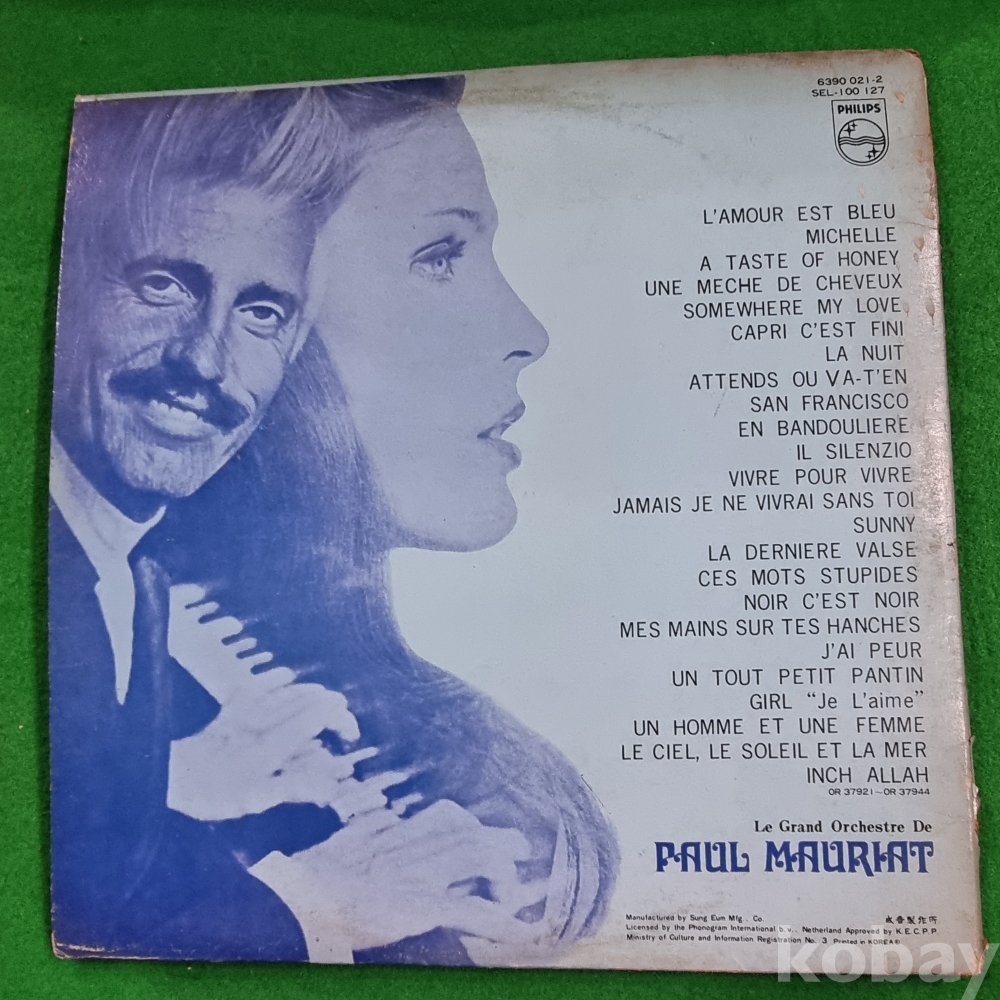 6390 021-2
SEL-100 127
PHILIPS
L'AMOUR EST BLEU
MICHELLE
A TASTE OF HONEY
UNE MECHE DE CHEVEUX
SOMEWHERE MY LOVE
CAPRI C'EST FINI
LA NUIT
ATTENDS OU VA-T'EN
SAN FRANCISCO
EN BANDOULIERE
IL SILENZIO
VIVRE POUR VIVRE
JAMAIS JE NE VIVRAI SANS TOI
SUNNY
LA DERNIERE VALSE
CES MOTS STUPIDES
NOIR C'EST NOIR
MES MAINS SUR TES HANCHES
J'AI PEUR
UN TOUT PETIT PANTIN
GIRL "Je L'aime"
UN HOMME ET UNE FEMME
LE CIEL, LE SOLEIL ET LA MER
INCH ALLAH
OR 37921~OR 37944
Le Grand Orchestre De
PAUL MAURIAT
Manufactured by Sung Eum Mfg. Co. 成音製作所
Licensed by the Phonogram International b.v., Netherland Approved by K.E.C.P.P.
Ministry of Culture and Information Registration No. 3 Printed in KOREA®
kobay